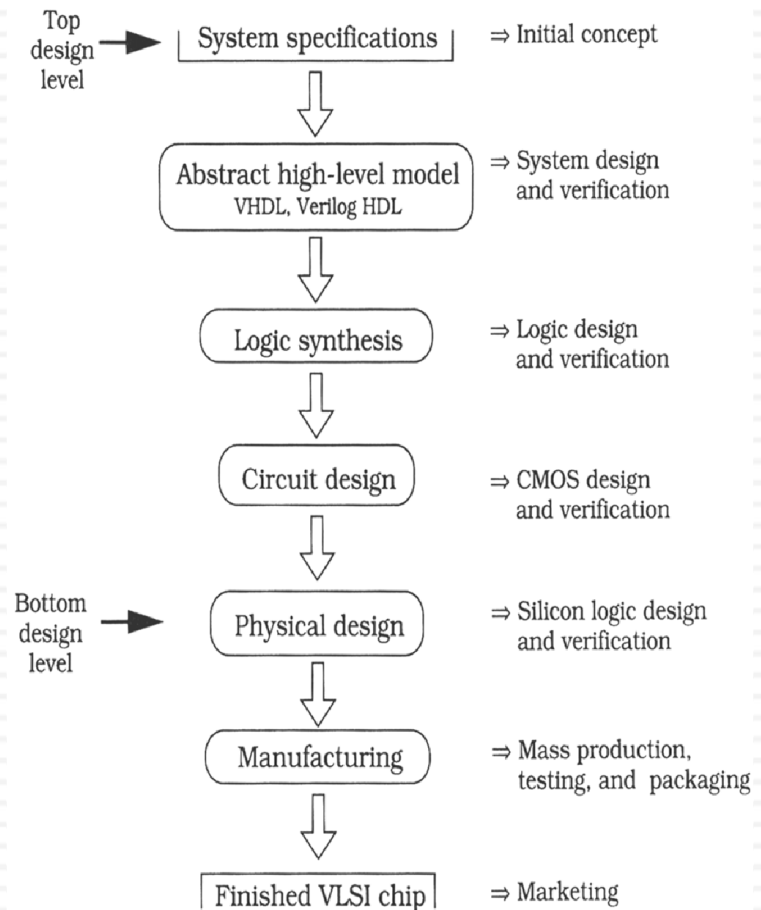 Top
design
level
System specifications
⇒ Initial concept
Abstract high-level model
VHDL, Verilog HDL
⇒ System design
and verification
Logic synthesis
⇒ Logic design
and verification
Circuit design
⇒ CMOS design
and verification
Bottom
design
level
Physical design
⇒ Silicon logic design
and verification
Manufacturing
⇒ Mass production,
testing, and packaging
Finished VLSI chip
⇒ Marketing